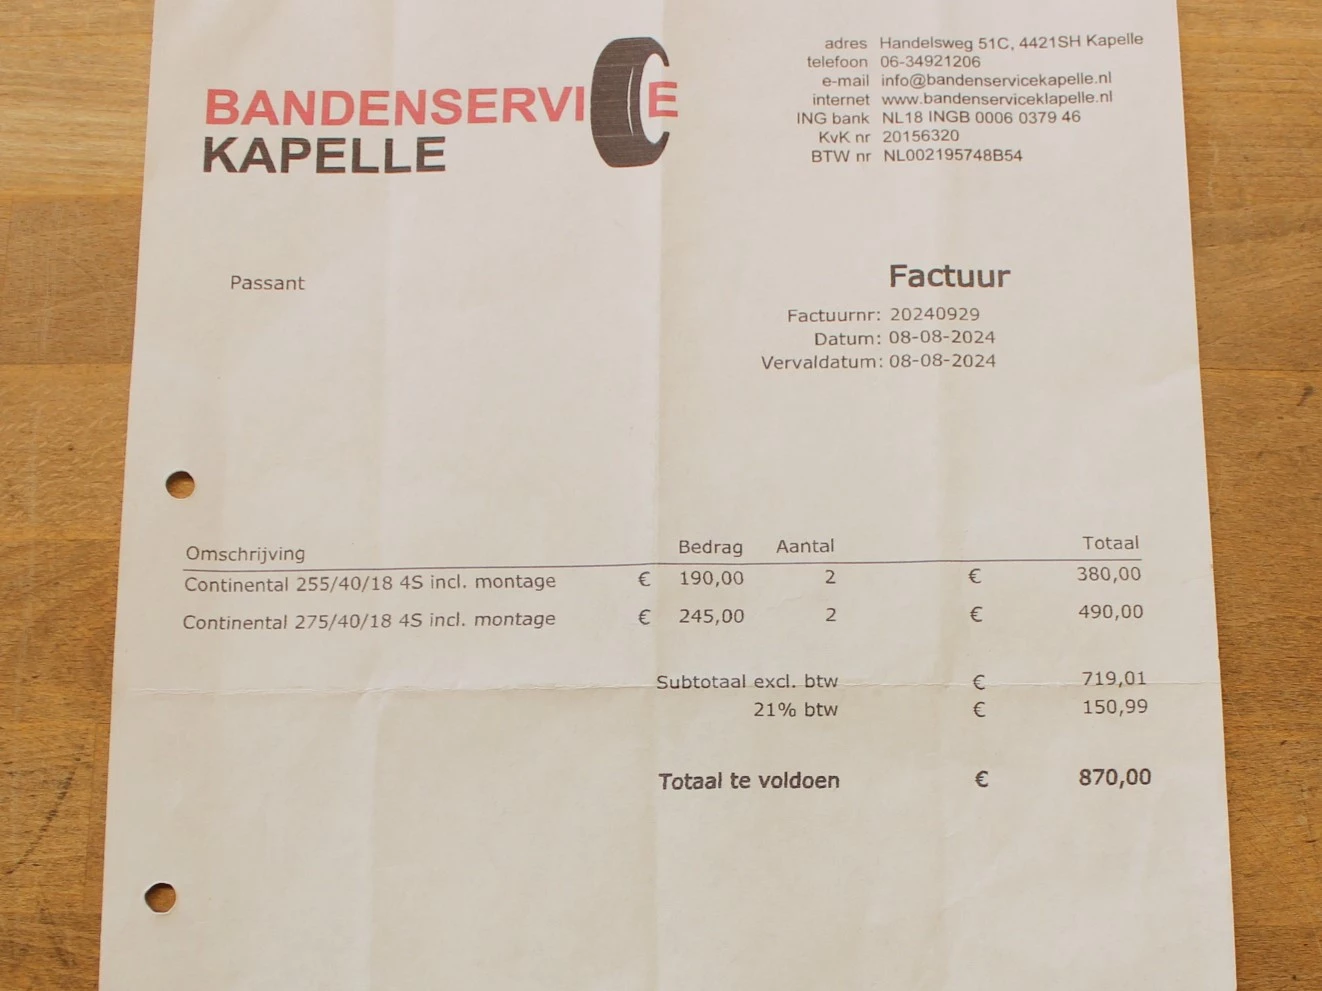 BANDENSERVICE
KAPELLE
adres Handelsweg 51C, 4421SH Kapelle
telefoon 06-34921206
e-mail info@bandenservicekapelle.nl
internet www.bandenserviceklapelle.nl
ING bank NL18 INGB 0006 0379 46
KvK nr 20156320
BTW nr NL002195748B54
Passant
Factuur
Factuurnr: 20240929
Datum: 08-08-2024
Vervaldatum: 08-08-2024
Omschrijving Bedrag Aantal Totaal
Continental 255/40/18 4S incl. montage € 190,00 2 € 380,00
Continental 275/40/18 4S incl. montage € 245,00 2 € 490,00
Subtotaal excl. btw € 719,01
21% btw € 150,99
Totaal te voldoen € 870,00